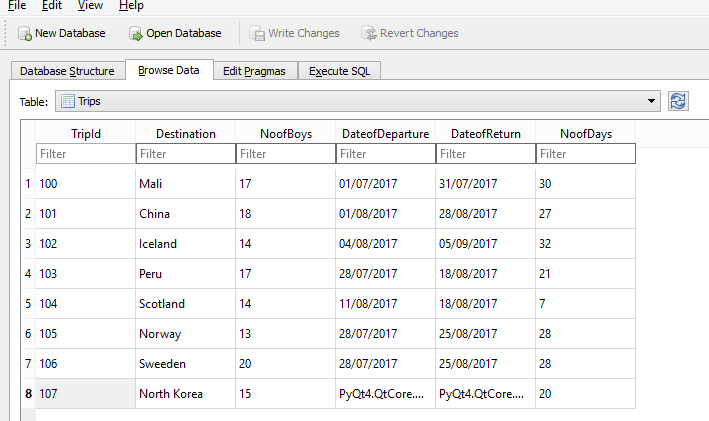 File Edit View Help
New Database Open Database Write Changes Revert Changes
Database Structure Browse Data Edit Pragmas Execute SQL
Table: Trips
TripId Destination NoofBoys DateofDeparture DateofReturn NoofDays
Filter Filter Filter Filter Filter Filter
1 100 Mali 17 01/07/2017 31/07/2017 30
2 101 China 18 01/08/2017 28/08/2017 27
3 102 Iceland 14 04/08/2017 05/09/2017 32
4 103 Peru 17 28/07/2017 18/08/2017 21
5 104 Scotland 14 11/08/2017 18/08/2017 7
6 105 Norway 13 28/07/2017 25/08/2017 28
7 106 Sweeden 20 28/07/2017 25/08/2017 28
8 107 North Korea 15 PyQt4.QtCore.... PyQt4.QtCore.... 20